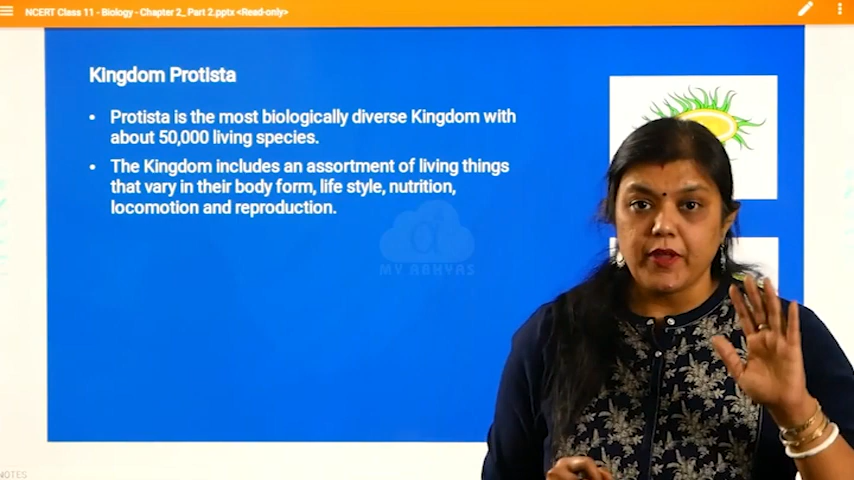 NCERT Class 11 - Biology - Chapter 2_ Part 2.pptx <Read-only>
Kingdom Protista
• Protista is the most biologically diverse Kingdom with
about 50,000 living species.
• The Kingdom includes an assortment of living things
that vary in their body form, life style, nutrition,
locomotion and reproduction.
MY ABHYAS
NOTES